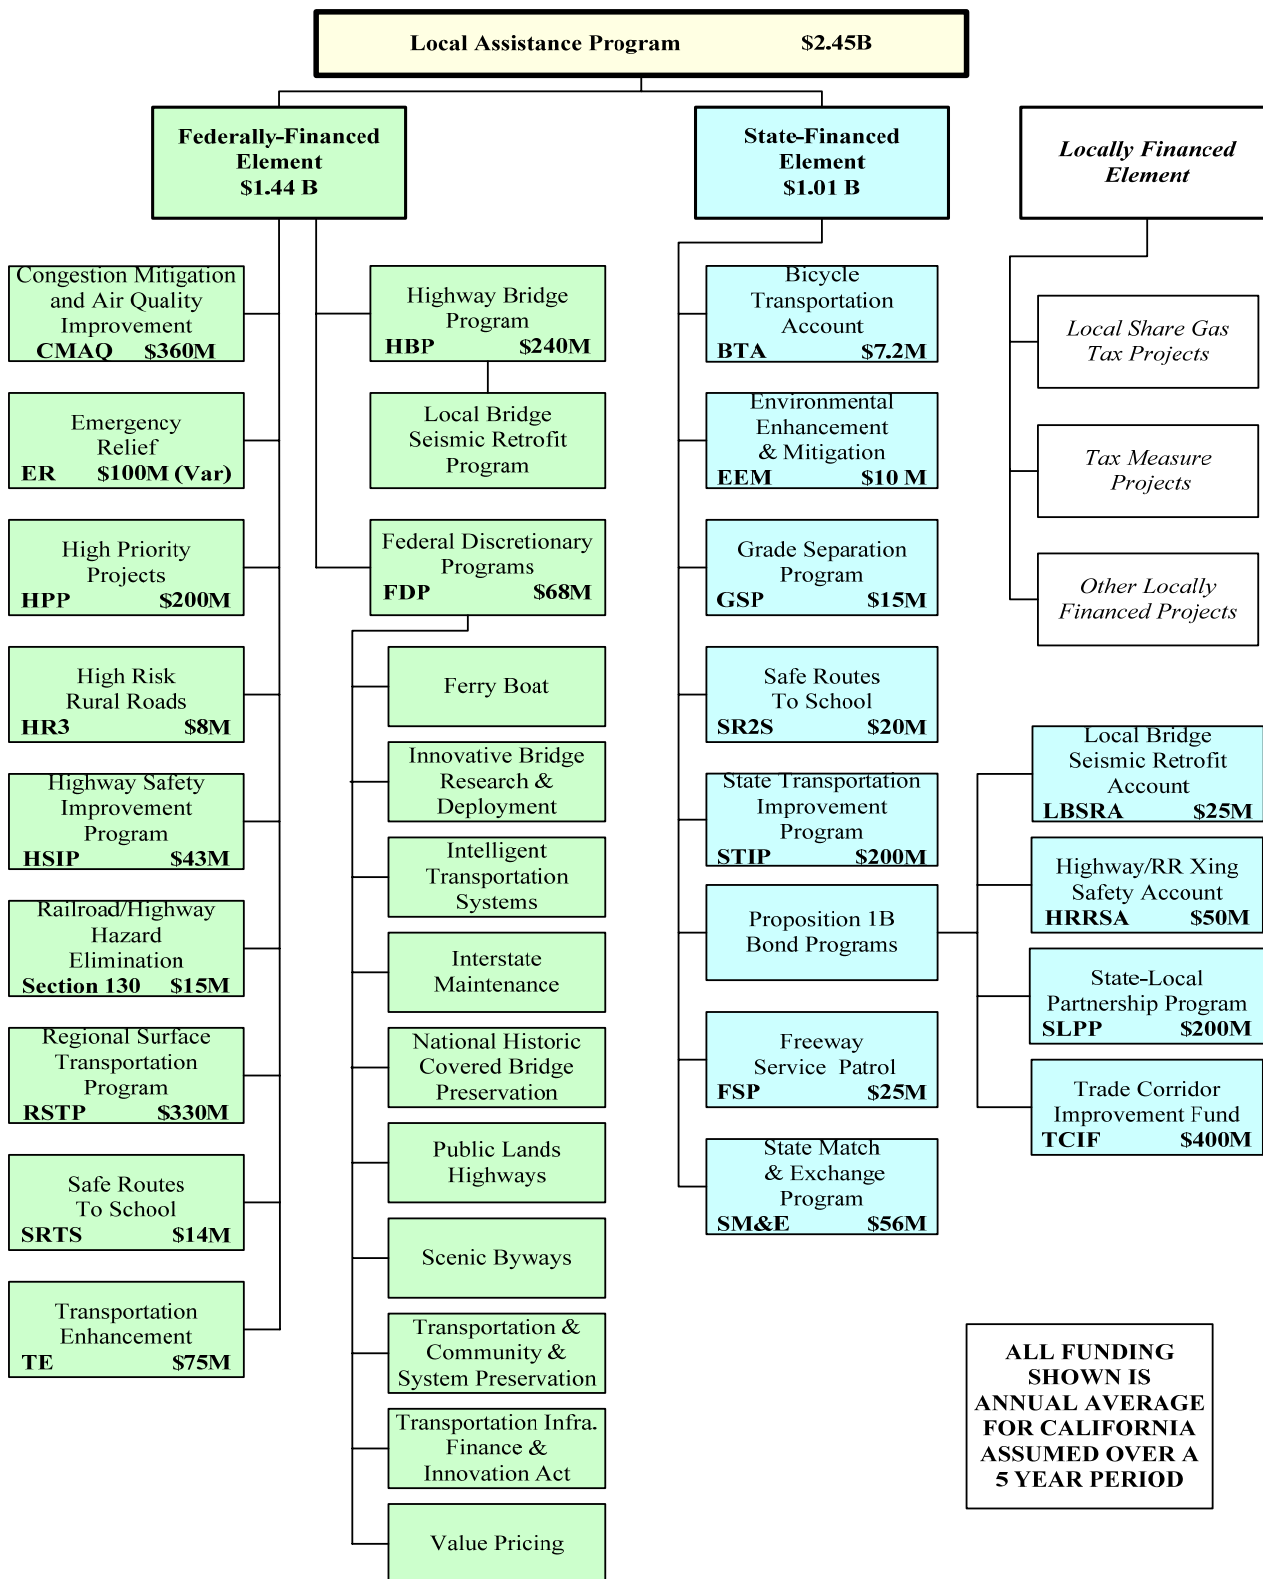 Local Assistance Program $2.45B
Federally-Financed
Element
$1.44 B
State-Financed
Element
$1.01 B
Locally Financed
Element
Congestion Mitigation
and Air Quality
Improvement
CMAQ $360M
Emergency
Relief
ER $100M (Var)
High Priority
Projects
HPP $200M
High Risk
Rural Roads
HR3 $8M
Highway Safety
Improvement
Program
HSIP $43M
Railroad/Highway
Hazard
Elimination
Section 130 $15M
Regional Surface
Transportation
Program
RSTP $330M
Safe Routes
To School
SRTS $14M
Transportation
Enhancement
TE $75M
Highway Bridge
Program
HBP $240M
Local Bridge
Seismic Retrofit
Program
Federal Discretionary
Programs
FDP $68M
Ferry Boat
Innovative Bridge
Research &
Deployment
Intelligent
Transportation
Systems
Interstate
Maintenance
National Historic
Covered Bridge
Preservation
Public Lands
Highways
Scenic Byways
Transportation &
Community &
System Preservation
Transportation Infra.
Finance &
Innovation Act
Value Pricing
Bicycle
Transportation
Account
BTA $7.2M
Environmental
Enhancement
& Mitigation
EEM $10 M
Grade Separation
Program
GSP $15M
Safe Routes
To School
SR2S $20M
State Transportation
Improvement
Program
STIP $200M
Proposition 1B
Bond Programs
Freeway
Service Patrol
FSP $25M
State Match
& Exchange
Program
SM&E $56M
Local Share Gas
Tax Projects
Tax Measure
Projects
Other Locally
Financed Projects
Local Bridge
Seismic Retrofit
Account
LBSRA $25M
Highway/RR Xing
Safety Account
HRRSA $50M
State-Local
Partnership Program
SLPP $200M
Trade Corridor
Improvement Fund
TCIF $400M
ALL FUNDING
SHOWN IS
ANNUAL AVERAGE
FOR CALIFORNIA
ASSUMED OVER A
5 YEAR PERIOD